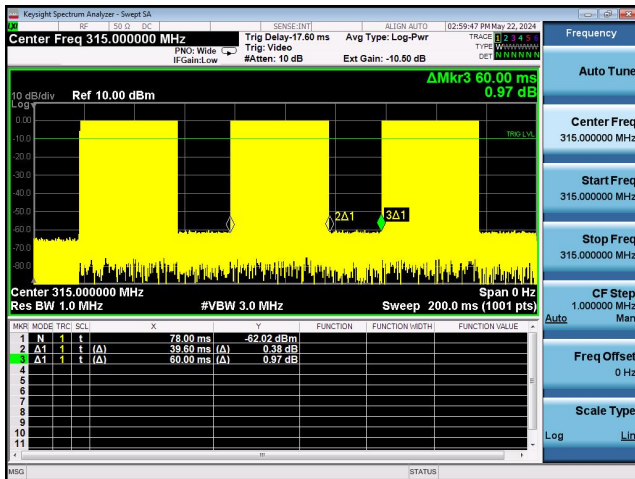 Keysight Spectrum Analyzer - Swept SA
RF 50 Ω DC SENSE:INT ALIGN AUTO 02:59:47 PM May 22, 2024
Center Freq 315.000000 MHz
PNO: Wide
IFGain:Low
Trig Delay-17.60 ms
Trig: Video
#Atten: 10 dB
Avg Type: Log-Pwr
Ext Gain: -10.50 dB
TRACE 1 2 3 4 5 6
TYPE WWWWWW
DET N N N N N N
ΔMkr3 60.00 ms
0.97 dB
10 dB/div Ref 10.00 dBm
Log
0.00
-10.0
TRIG LVL
-20.0
-30.0
-40.0
-50.0
2Δ1
3Δ1
-60.0
-70.0
-80.0
Center 315.000000 MHz Span 0 Hz
Res BW 1.0 MHz #VBW 3.0 MHz Sweep 200.0 ms (1001 pts)
MKR MODE TRC SCL X Y FUNCTION FUNCTION WIDTH FUNCTION VALUE
1 N 1 t 78.00 ms -62.02 dBm
2 Δ1 1 t (Δ) 39.60 ms (Δ) 0.38 dB
3 Δ1 1 t (Δ) 60.00 ms (Δ) 0.97 dB
4
5
6
7
8
9
10
11
MSG STATUS
Frequency
Auto Tune
Center Freq
315.000000 MHz
Start Freq
315.000000 MHz
Stop Freq
315.000000 MHz
CF Step
1.000000 MHz
Auto Man
Freq Offset
0 Hz
Scale Type
Log Lin